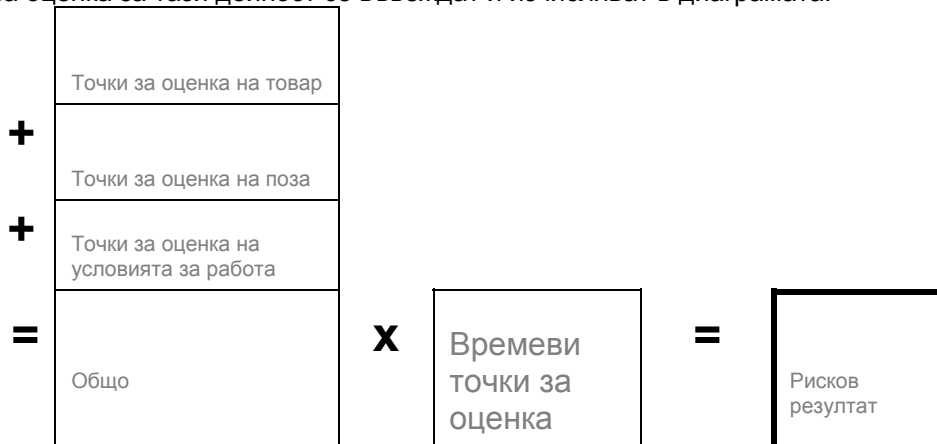 Точки за оценка на товар
+
Точки за оценка на поза
+
Точки за оценка на
условията за работа
=
Общо
x
Времеви
точки за
оценка
=
Рисков
резултат